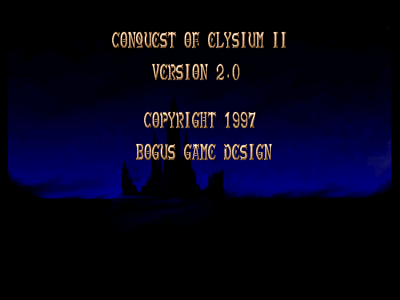 CONQUEST OF ELYSIUM II
VERSION 2.0
COPYRIGHT 1997
BOGUS GAME DESIGN